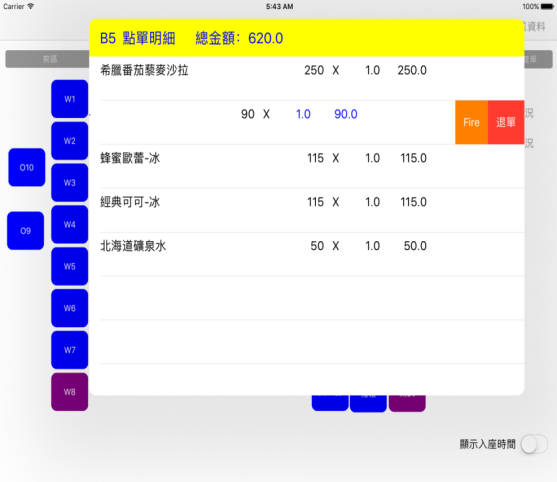 Carrier 5:43 AM 100%
B5 點單明細 總金額: 620.0
資料
前區
單
希臘番茄藜麥沙拉 250 X 1.0 250.0
W1
90 X 1.0 90.0 Fire 退單
況
W2
蜂蜜歐蕾-冰 115 X 1.0 115.0
況
O10
W3
經典可可-冰 115 X 1.0 115.0
W4
O9
北海道礦泉水 50 X 1.0 50.0
W5
W6
W7
W8
顯示入座時間